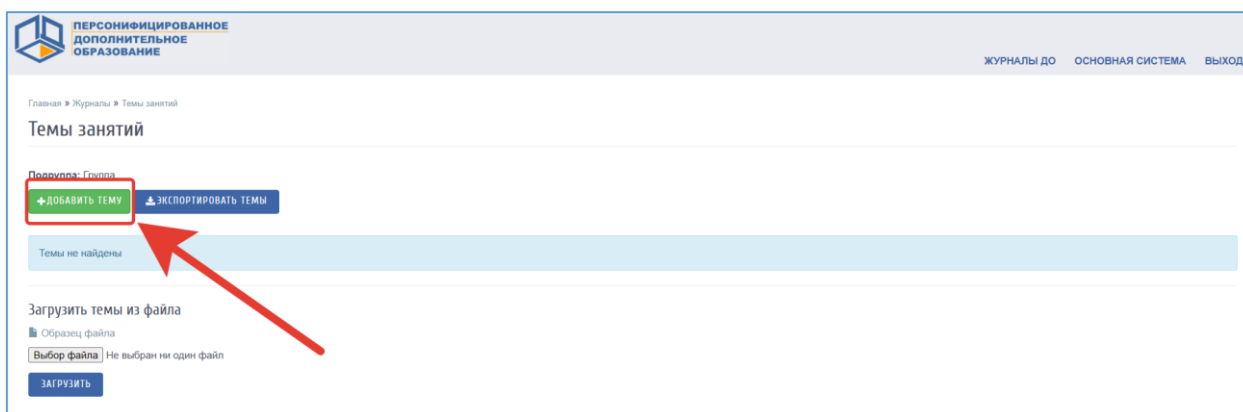 ПЕРСОНИФИЦИРОВАННОЕ
ДОПОЛНИТЕЛЬНОЕ
ОБРАЗОВАНИЕ
ЖУРНАЛЫ ДО ОСНОВНАЯ СИСТЕМА ВЫХОД
Главная » Журналы » Темы занятий
Темы занятий
Подгруппа: Группа
+ДОБАВИТЬ ТЕМУ ЭКСПОРТИРОВАТЬ ТЕМЫ
Темы не найдены
Загрузить темы из файла
Образец файла
Выбор файла Не выбран ни один файл
ЗАГРУЗИТЬ